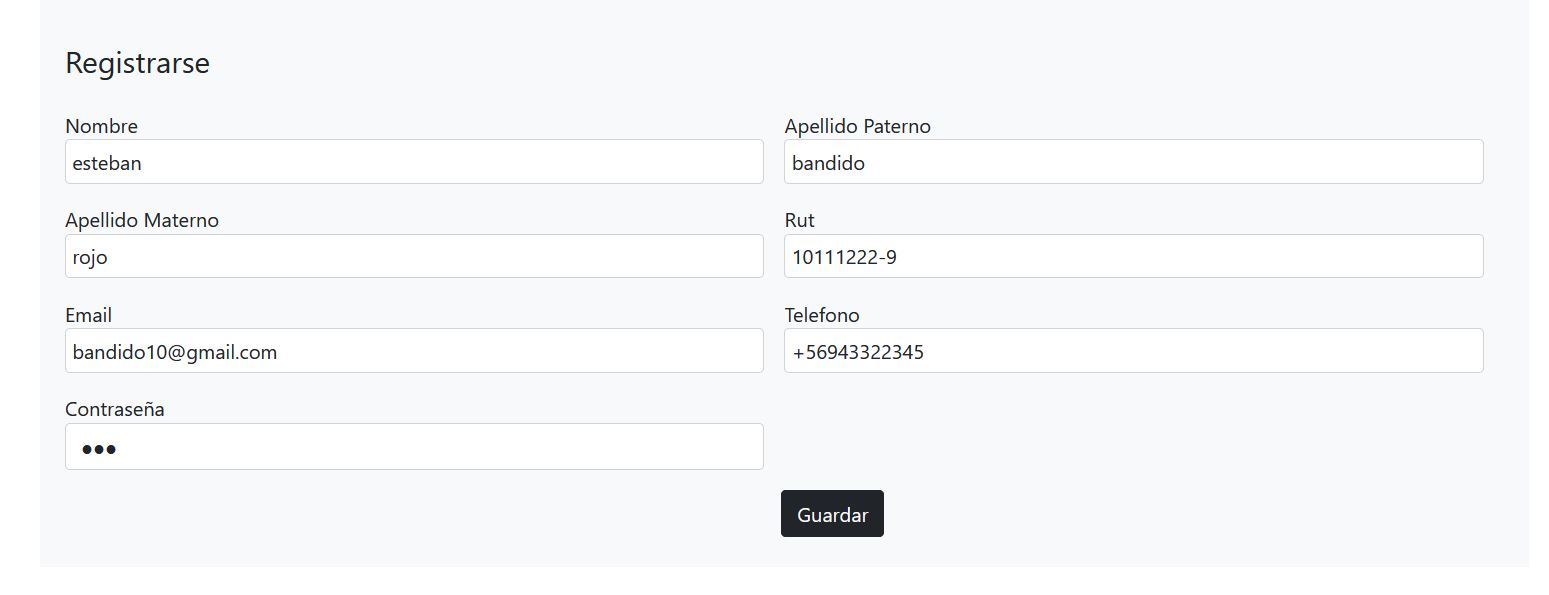 Registrarse
Nombre
Apellido Paterno
esteban
bandido
Apellido Materno
Rut
rojo
10111222-9
Email
Telefono
bandido10@gmail.com
+56943322345
Contraseña
●●●
Guardar